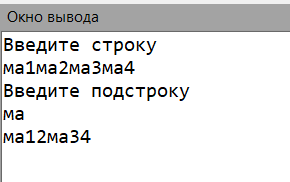 Окно вывода
Введите строку
ма1ма2ма3ма4
Введите подстроку
ма
ма12ма34